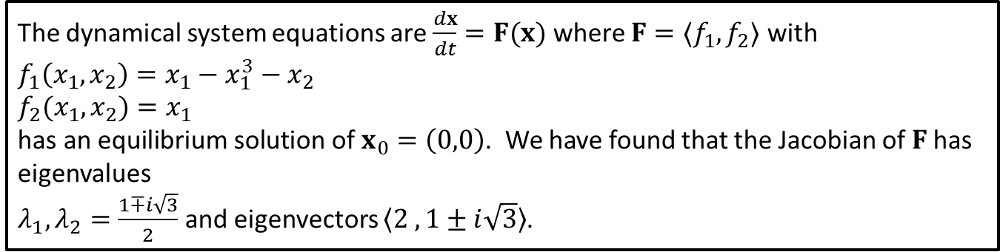 The dynamical system equations are $\frac{d\mathbf{x}}{dt} = \mathbf{F}(\mathbf{x})$ where $\mathbf{F} = \langle f_1, f_2 \rangle$ with
$f_1(x_1, x_2) = x_1 - x_1^3 - x_2$
$f_2(x_1, x_2) = x_1$
has an equilibrium solution of $\mathbf{x}_0 = (0,0)$. We have found that the Jacobian of $\mathbf{F}$ has
eigenvalues
$\lambda_1, \lambda_2 = \frac{1 \mp i\sqrt{3}}{2}$ and eigenvectors $\langle 2, 1 \pm i\sqrt{3} \rangle$.